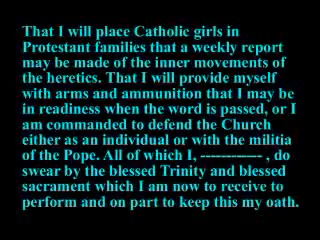 That I will place Catholic girls in
Protestant families that a weekly report
may be made of the inner movements of
the heretics. That I will provide myself
with arms and ammunition that I may be
in readiness when the word is passed, or I
am commanded to defend the Church
either as an individual or with the militia
of the Pope. All of which I, ------------ , do
swear by the blessed Trinity and blessed
sacrament which I am now to receive to
perform and on part to keep this my oath.